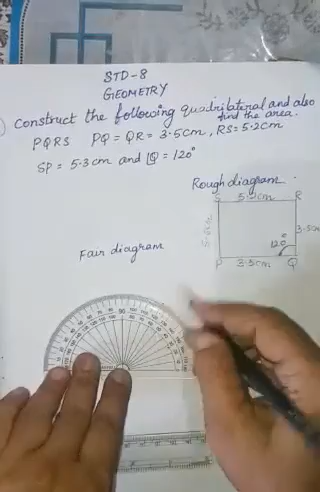 STD-8
GEOMETRY
Construct the following quadrilateral and also
find the area.
PQRS PQ = QR = 3.5cm, RS = 5.2cm
SP = 5.3cm and ∠Q = 120°
Rough diagram.
S 5.2cm R
3.5cm
120°
P 3.5cm Q
Fair diagram